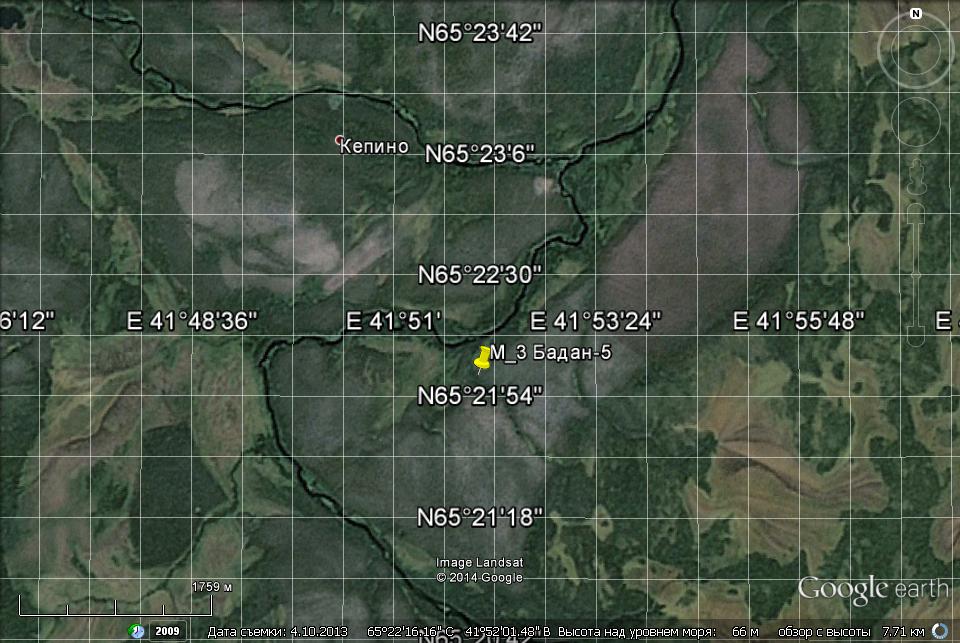 N
N65°23'42"
Кепино
N65°23'6"
N65°22'30"
6'12" E 41°48'36" E 41°51' E 41°53'24" E 41°55'48" E
М_3 Бадан-5
N65°21'54"
N65°21'18"
Image Landsat
© 2014 Google
1759 м
Google earth
2009 Дата съемки: 4.10.2013 65°22'16.16" С 41°52'01.48" В Высота над уровнем моря: 66 м обзор с высоты 7.71 км